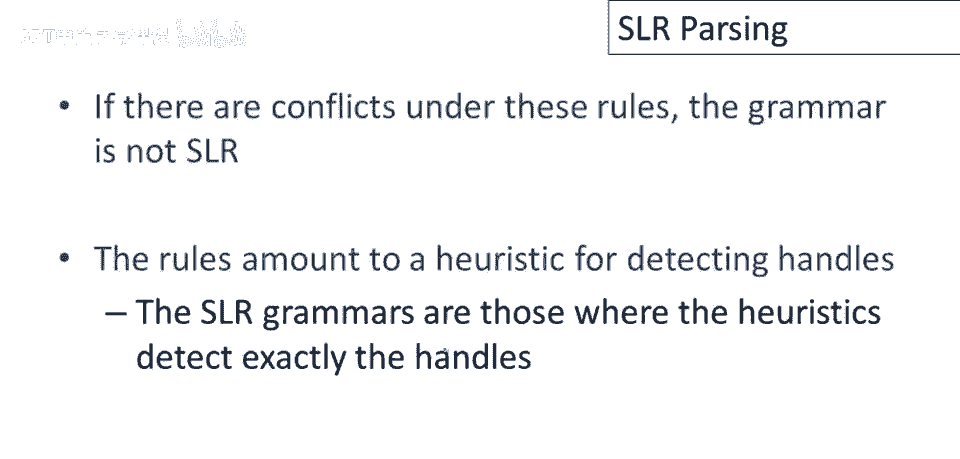 SLR Parsing
• If there are conflicts under these rules, the grammar
is not SLR
• The rules amount to a heuristic for detecting handles
– The SLR grammars are those where the heuristics
detect exactly the handles